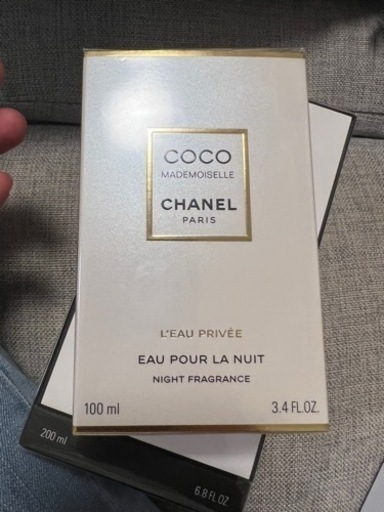 COCO
MADEMOISELLE
CHANEL
PARIS
L'EAU PRIVÉE
EAU POUR LA NUIT
NIGHT FRAGRANCE
100 ml 3.4 FL.OZ.
200 ml 6.8 FL.OZ